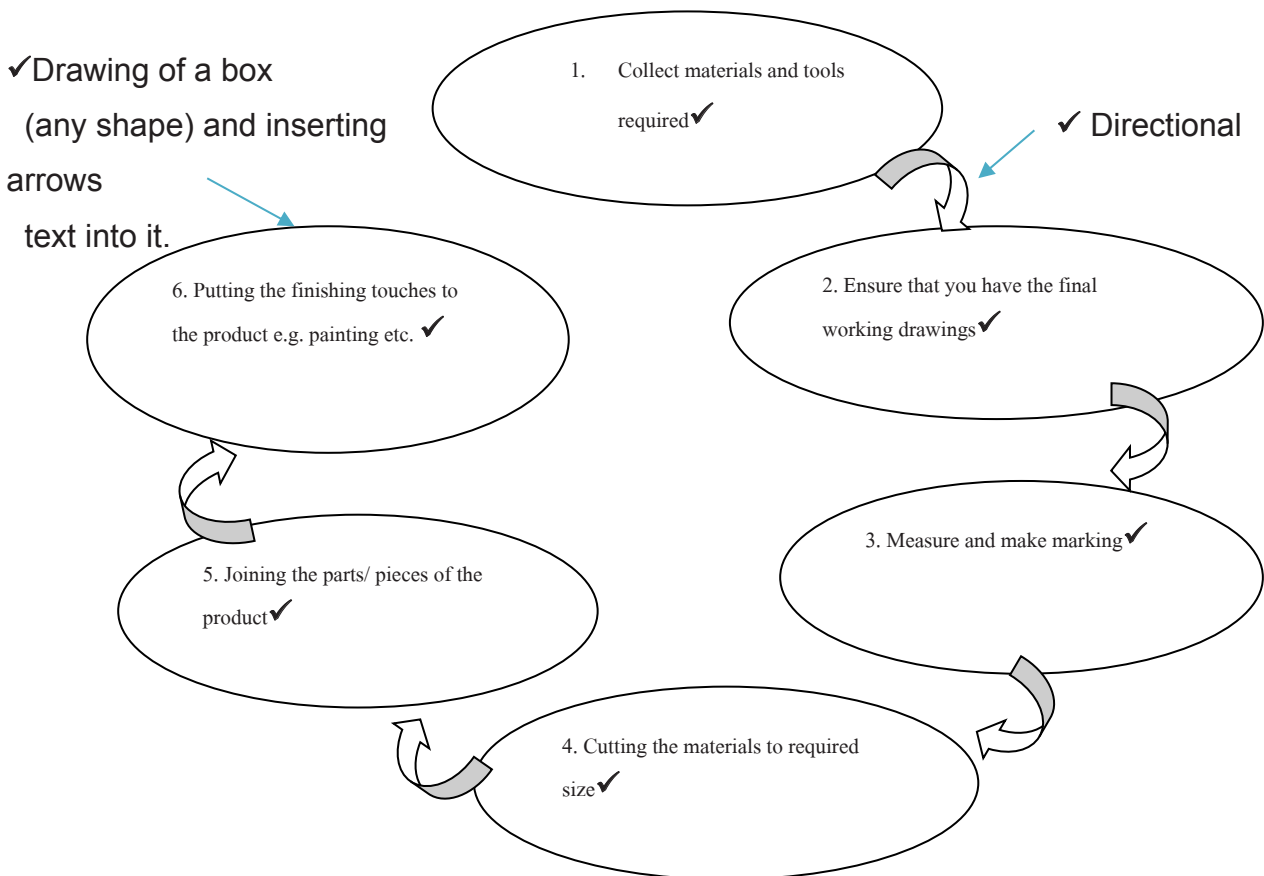 ✓Drawing of a box
(any shape) and inserting
arrows
text into it.
1. Collect materials and tools
required✓
✓ Directional
2. Ensure that you have the final
working drawings✓
3. Measure and make marking✓
4. Cutting the materials to required
size✓
5. Joining the parts/ pieces of the
product✓
6. Putting the finishing touches to
the product e.g. painting etc. ✓